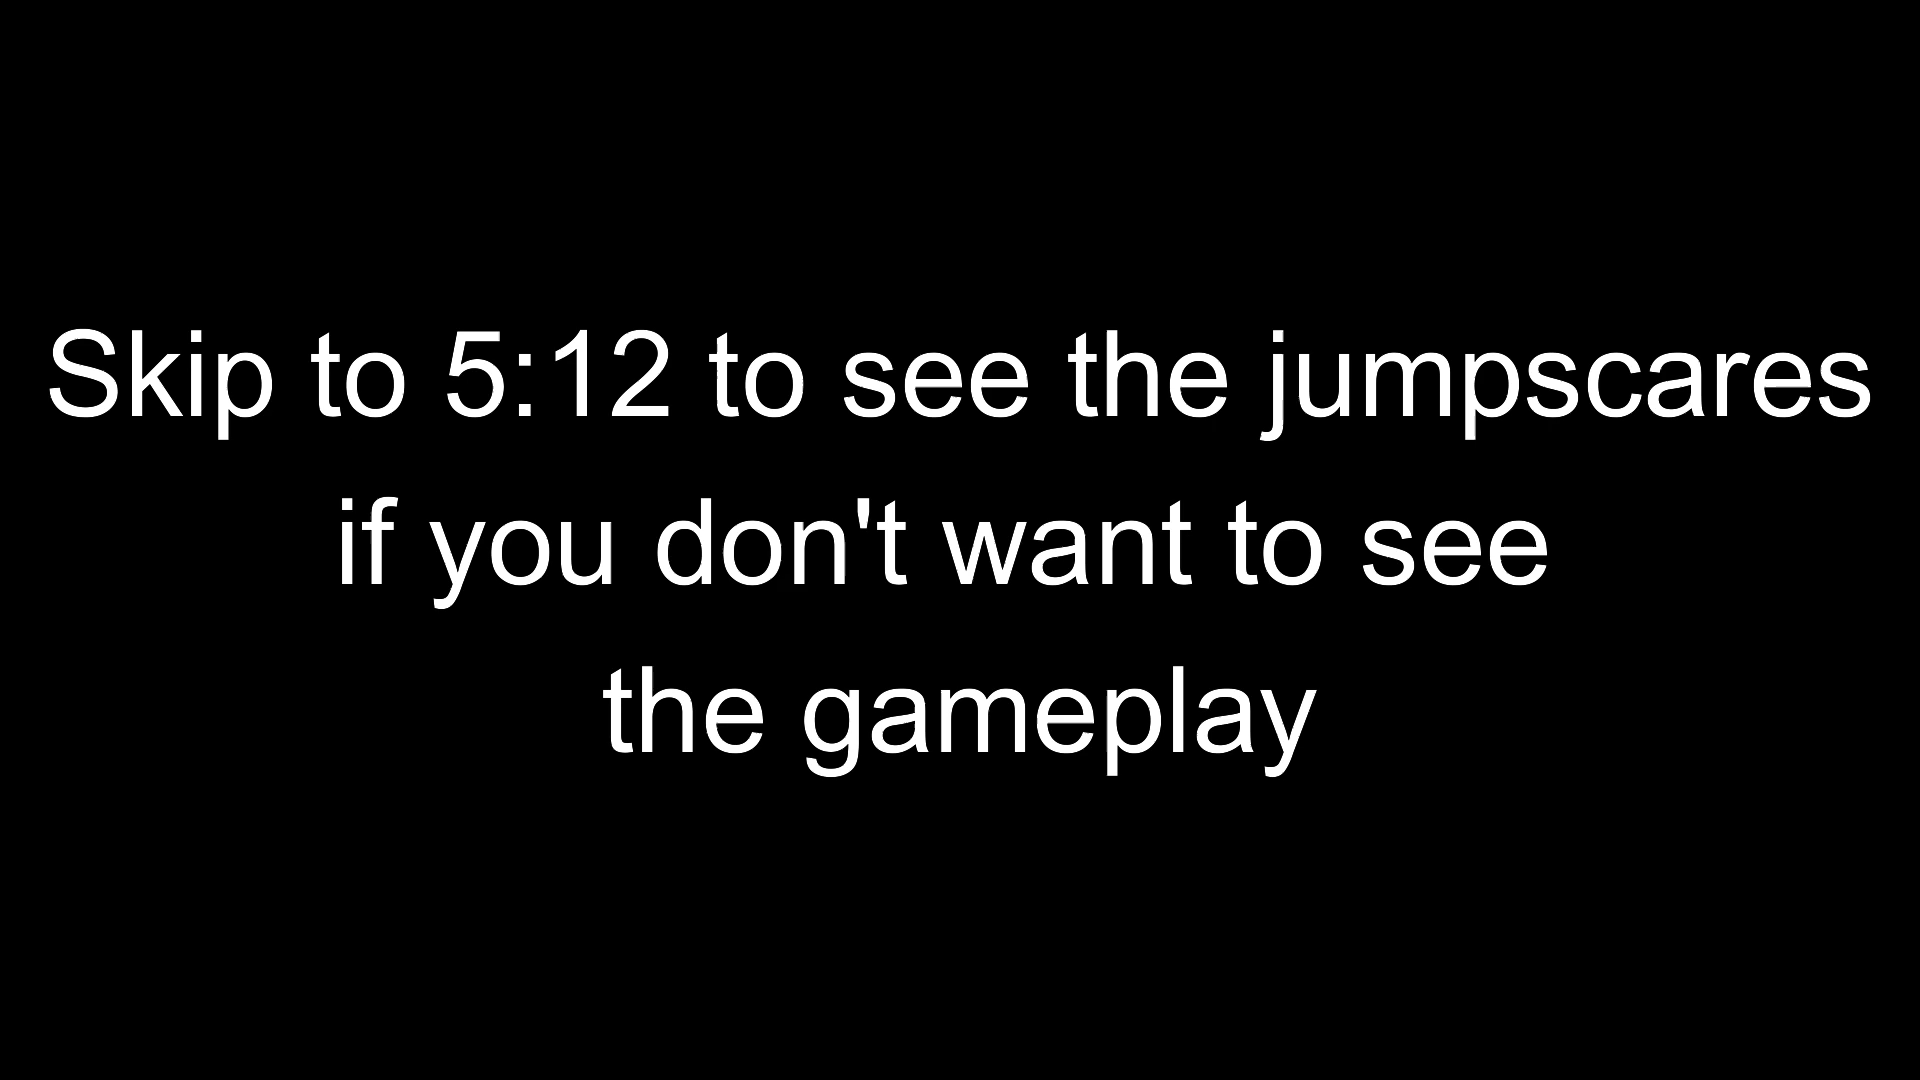 Skip to 5:12 to see the jumpscares
if you don't want to see
the gameplay